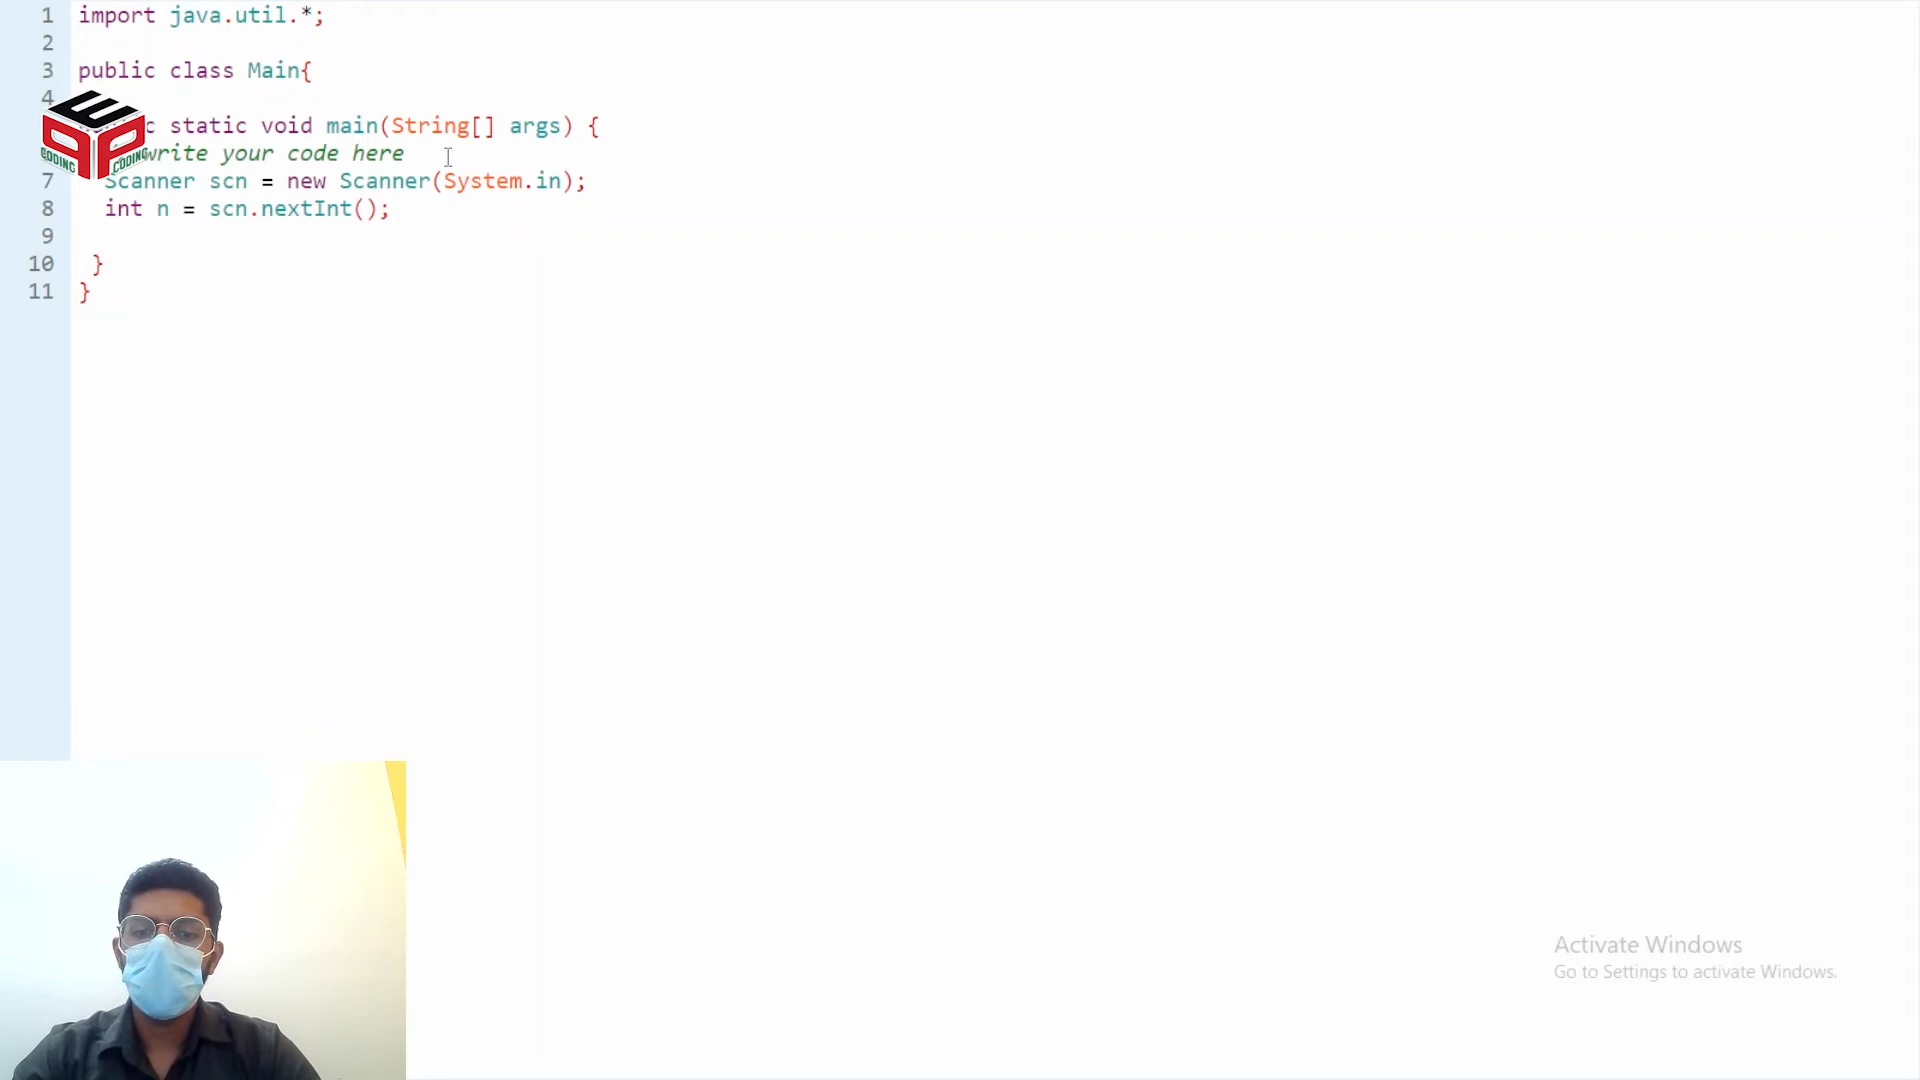 1 import java.util.*;
2
3 public class Main{
4
c static void main(String[] args) {
write your code here
7 Scanner scn = new Scanner(System.in);
8 int n = scn.nextInt();
9
10 }
11 }
PEP
CODING CODING
Activate Windows
Go to Settings to activate Windows.